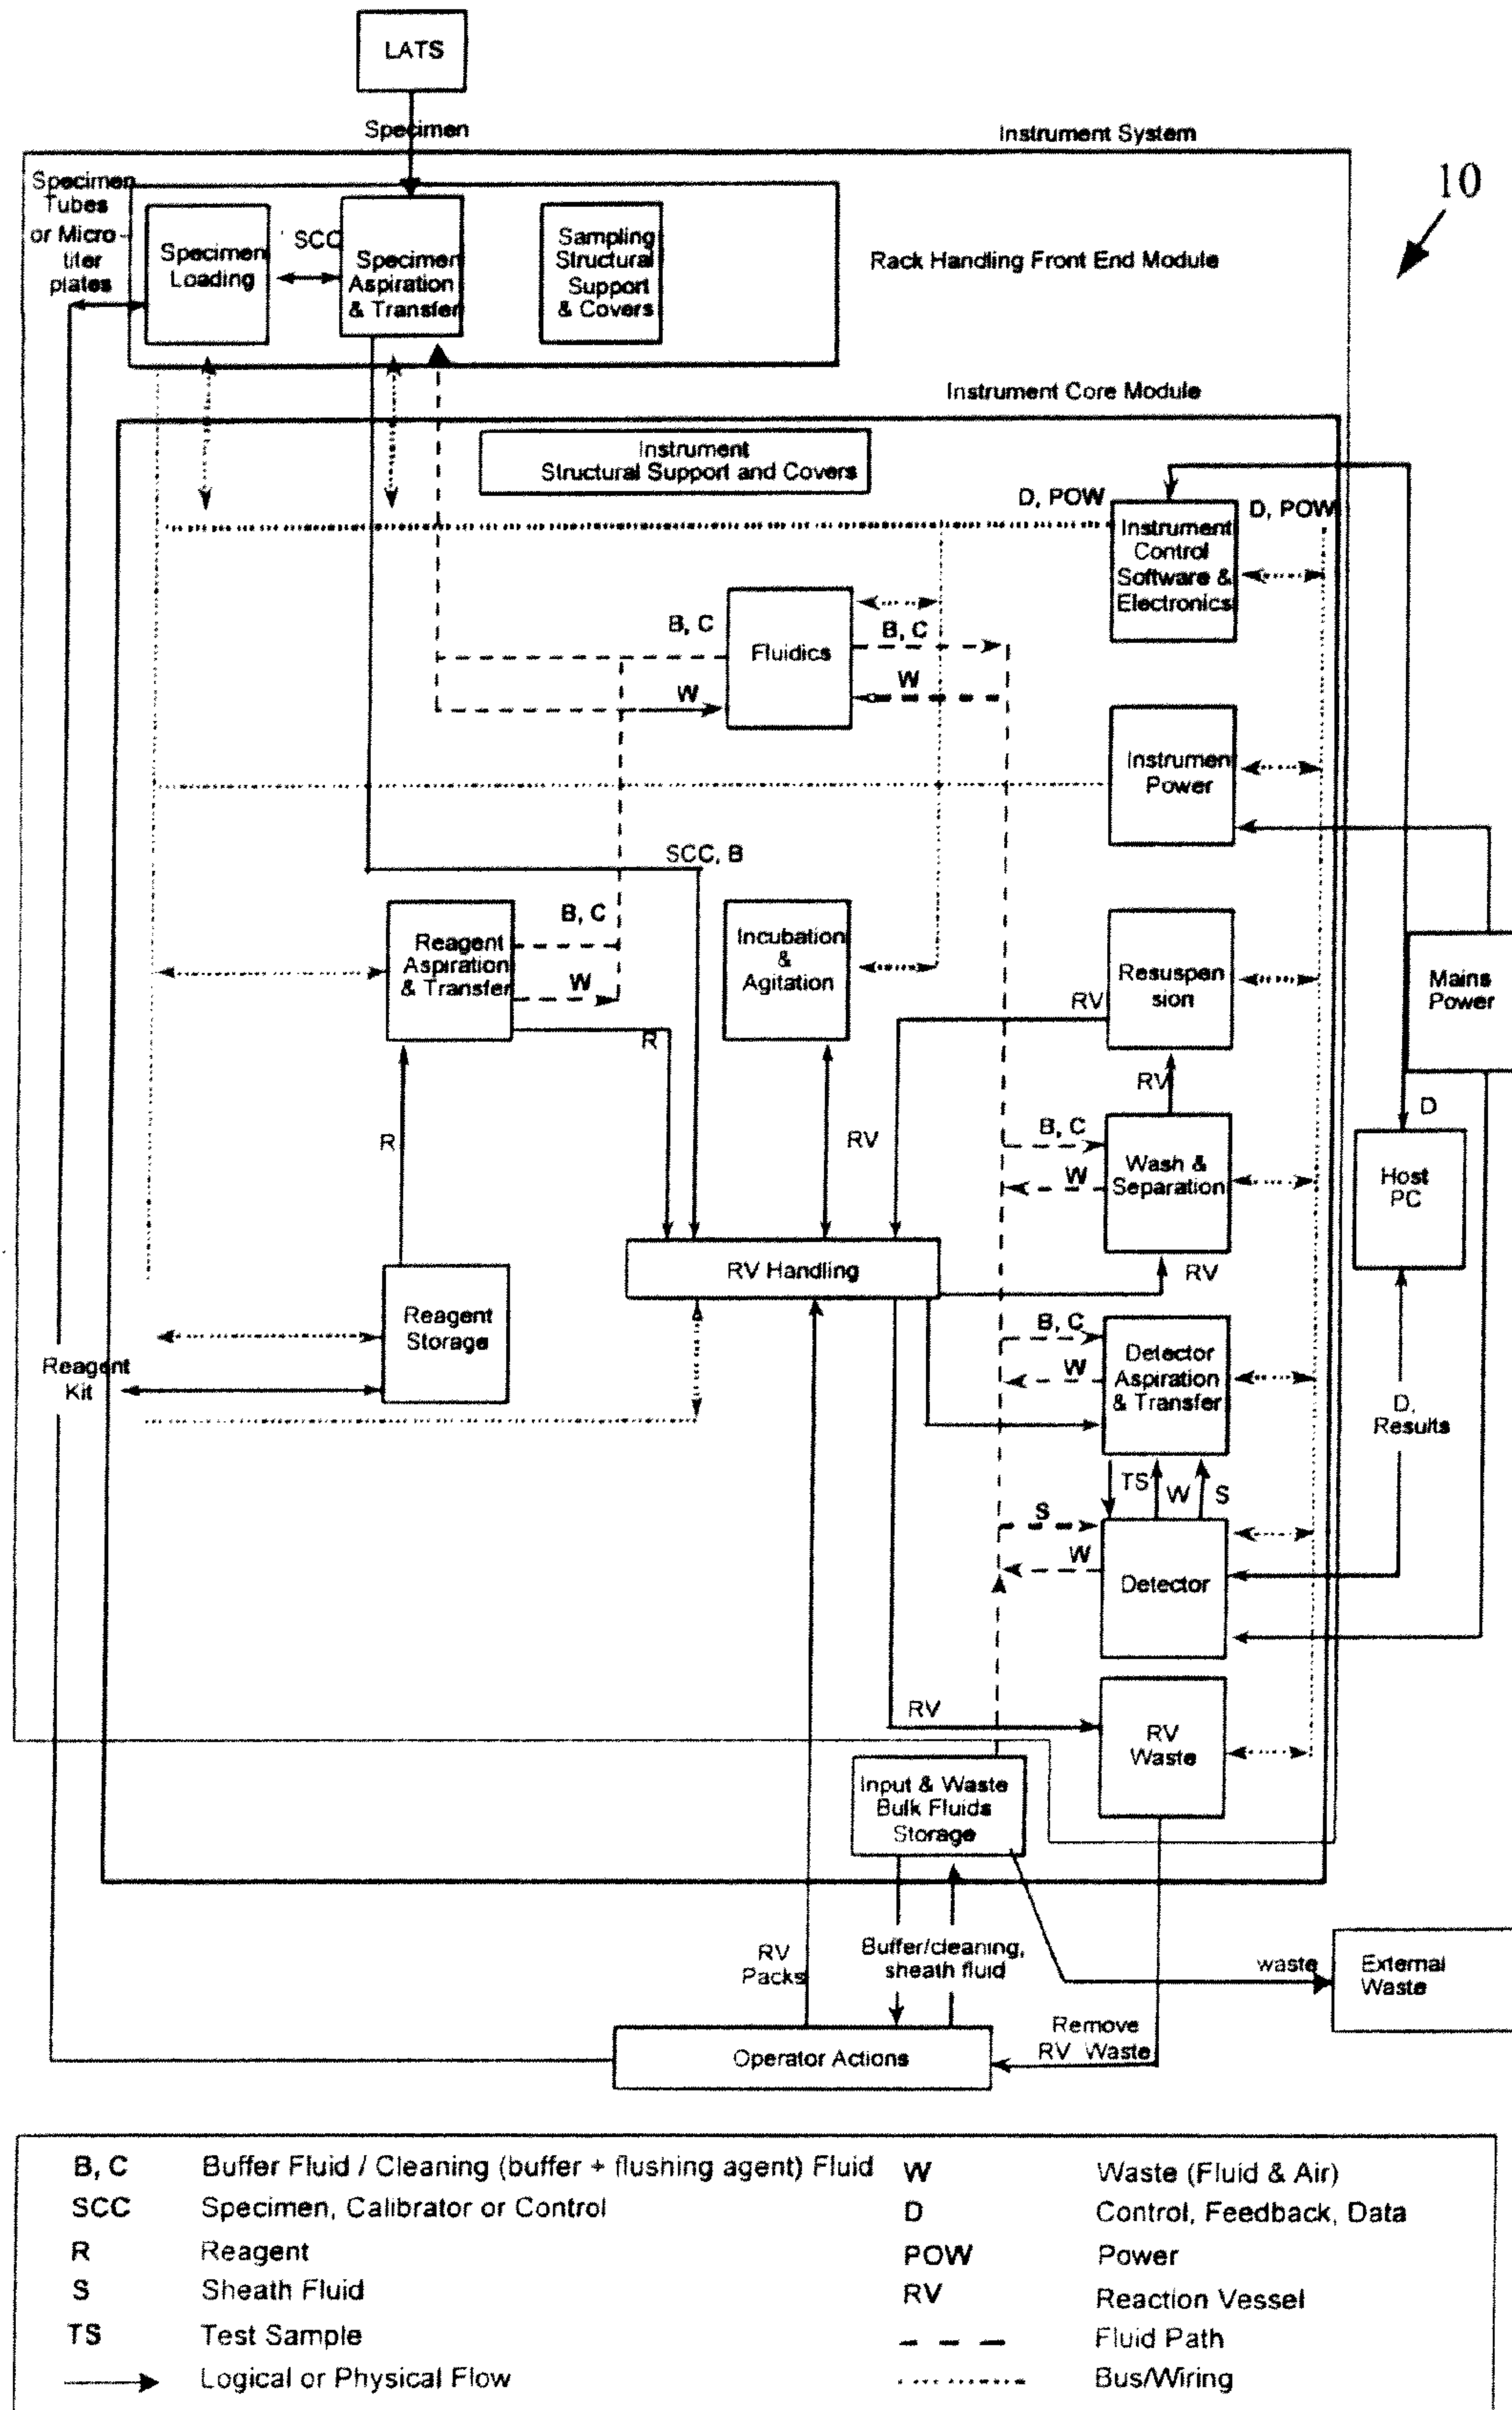 LATS
Specimen
Instrument System
10
Specimen
Tubes
or Micro -
titer
plates
Specimen
Loading
SCC
Specimen
Aspiration
& Transfer
Sampling
Structural
Support
& Covers
Rack Handling Front End Module
Instrument Core Module
Instrument
Structural Support and Covers
D, POW
Instrument
Control
Software &
Electronics
D, POW
B, C
Fluidics
B, C
W
W
Instrument
Power
SCC, B
Reagent
Aspiration
& Transfer
B, C
W
Incubation
&
Agitation
Resuspen
sion
Mains
Power
R
RV
RV
D
R
RV
B, C
W
Wash &
Separation
Host
PC
RV Handling
RV
Reagent
Storage
Reagent
Kit
B, C
W
Detector
Aspiration
& Transfer
D,
Results
TS
W
S
S
W
Detector
RV
RV
Waste
Input & Waste
Bulk Fluids
Storage
RV
Packs
Buffer/cleaning,
sheath fluid
waste
External
Waste
Remove
RV Waste
Operator Actions
B, C Buffer Fluid / Cleaning (buffer + flushing agent) Fluid W Waste (Fluid & Air)
SCC Specimen, Calibrator or Control D Control, Feedback, Data
R Reagent POW Power
S Sheath Fluid RV Reaction Vessel
TS Test Sample Fluid Path
Logical or Physical Flow Bus/Wiring